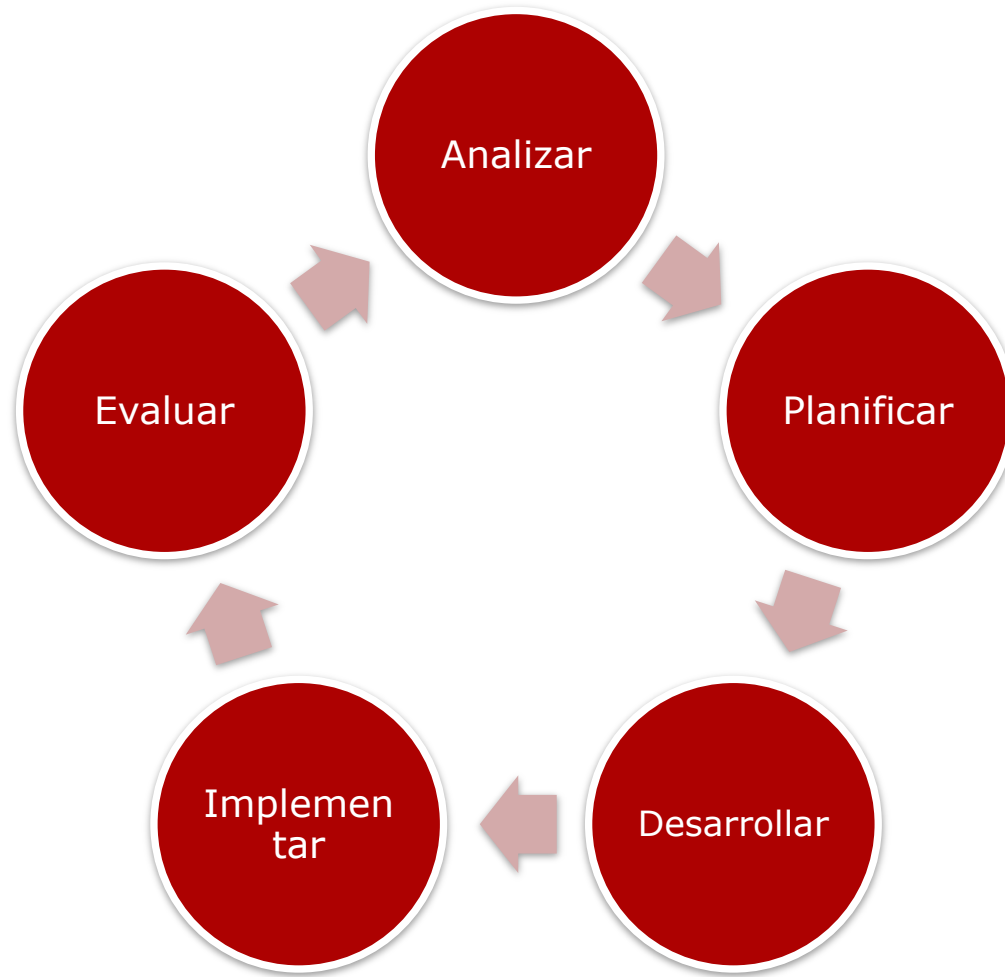 Analizar
Planificar
Desarrollar
Implemen
tar
Evaluar